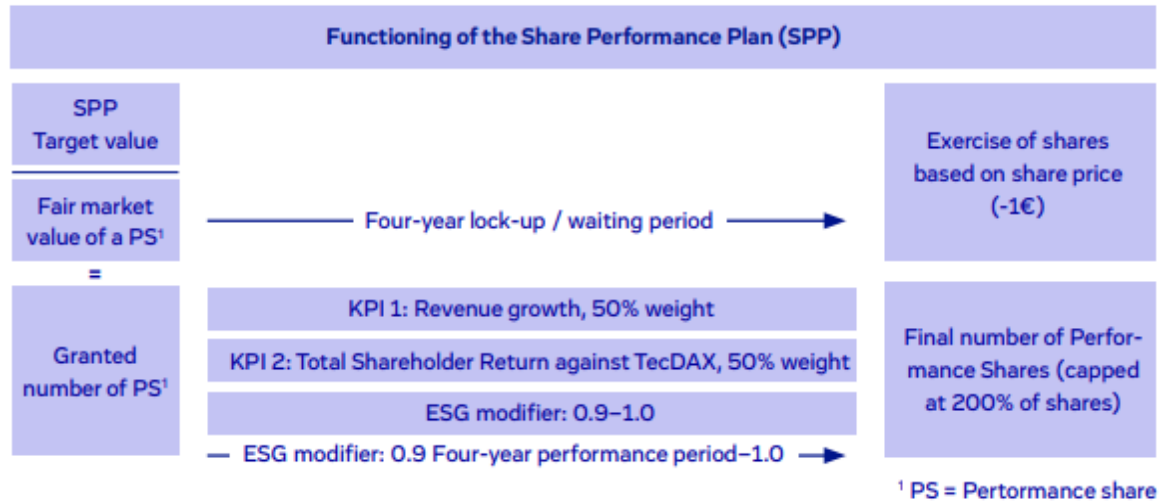 Functioning of the Share Performance Plan (SPP)
SPP
Target value
Fair market
value of a PS¹
=
Granted
number of PS¹
Four-year lock-up / waiting period
KPI 1: Revenue growth, 50% weight
KPI 2: Total Shareholder Return against TecDAX, 50% weight
ESG modifier: 0.9–1.0
ESG modifier: 0.9 Four-year performance period–1.0
Exercise of shares
based on share price
(-1€)
Final number of Perfor-
mance Shares (capped
at 200% of shares)
¹ PS = Pertormance share